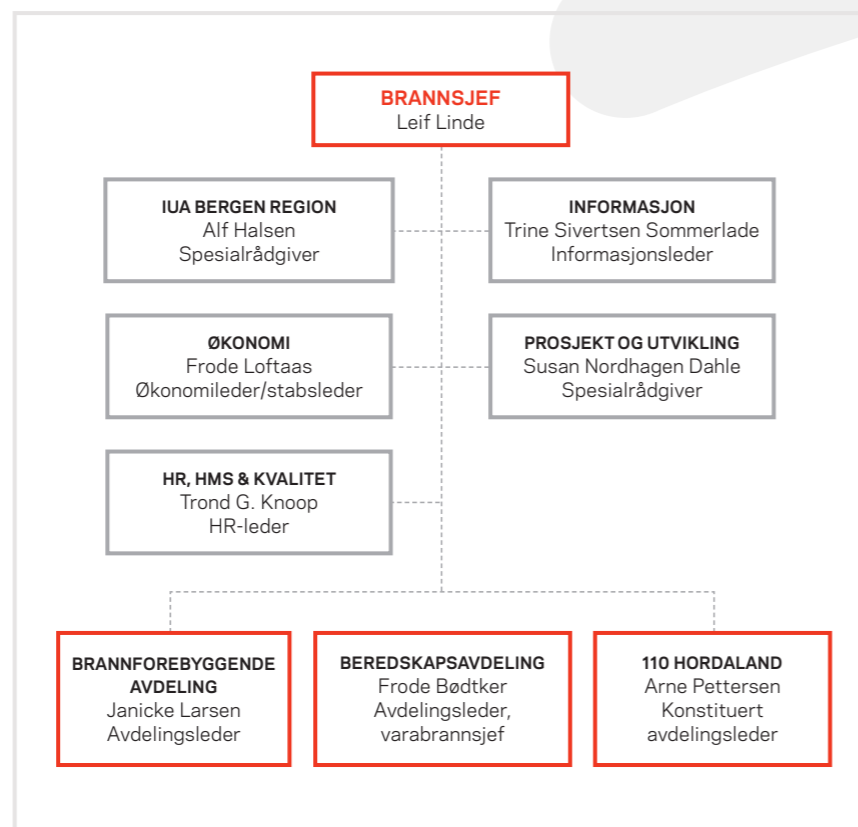 BRANNSJEF
Leif Linde
IUA BERGEN REGION
Alf Halsen
Spesialrådgiver
INFORMASJON
Trine Sivertsen Sommerlade
Informasjonsleder
ØKONOMI
Frode Loftaas
Økonomileder/stabsleder
PROSJEKT OG UTVIKLING
Susan Nordhagen Dahle
Spesialrådgiver
HR, HMS & KVALITET
Trond G. Knoop
HR-leder
BRANNFOREBYGGENDE
AVDELING
Janicke Larsen
Avdelingsleder
BEREDSKAPSAVDELING
Frode Bødtker
Avdelingsleder,
varabrannsjef
110 HORDALAND
Arne Pettersen
Konstituert
avdelingsleder